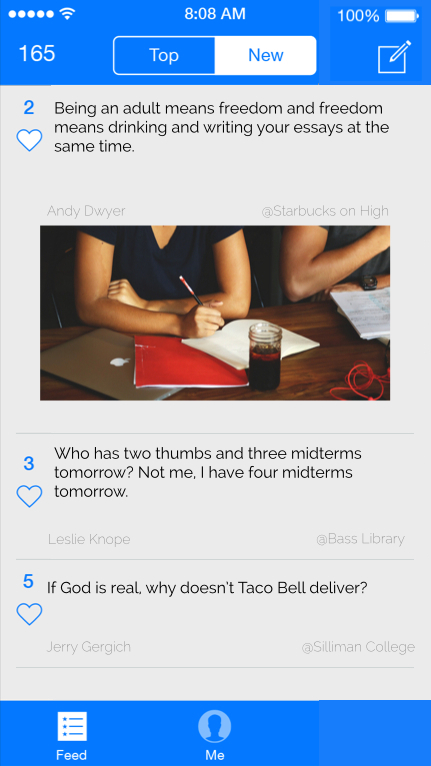 8:08 AM
100%
165
Top
New
2
Being an adult means freedom and freedom
means drinking and writing your essays at the
same time.
Andy Dwyer
@Starbucks on High
3
Who has two thumbs and three midterms
tomorrow? Not me, I have four midterms
tomorrow.
Leslie Knope
@Bass Library
5
If God is real, why doesn't Taco Bell deliver?
Jerry Gergich
@Silliman College
Feed
Me